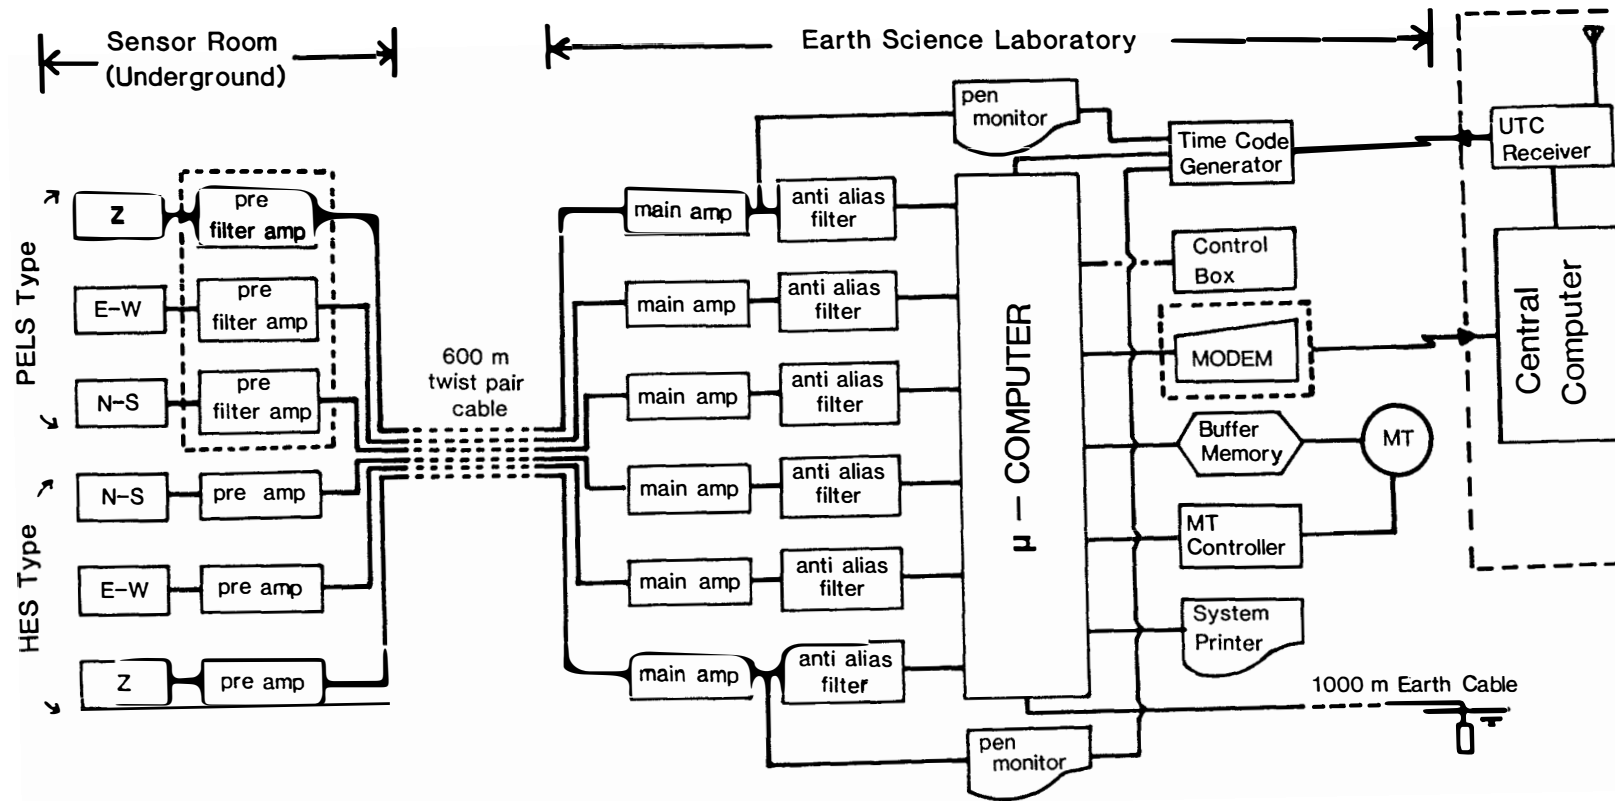 Sensor Room
(Underground)
Earth Science Laboratory
PELS Type
HES Type
Z
pre
filter amp
E-W
pre
filter amp
N-S
pre
filter amp
N-S
pre amp
E-W
pre amp
Z
pre amp
600 m
twist pair
cable
main amp
anti alias
filter
main amp
anti alias
filter
main amp
anti alias
filter
main amp
anti alias
filter
main amp
anti alias
filter
main amp
anti alias
filter
pen
monitor
pen
monitor
μ-COMPUTER
Time Code
Generator
Control
Box
MODEM
Buffer
Memory
MT
MT
Controller
System
Printer
1000 m Earth Cable
UTC
Receiver
Central
Computer